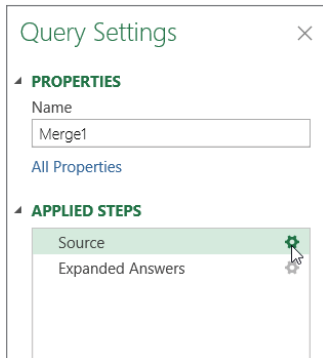 Query Settings
PROPERTIES
Name
Merge1
All Properties
APPLIED STEPS
Source
Expanded Answers